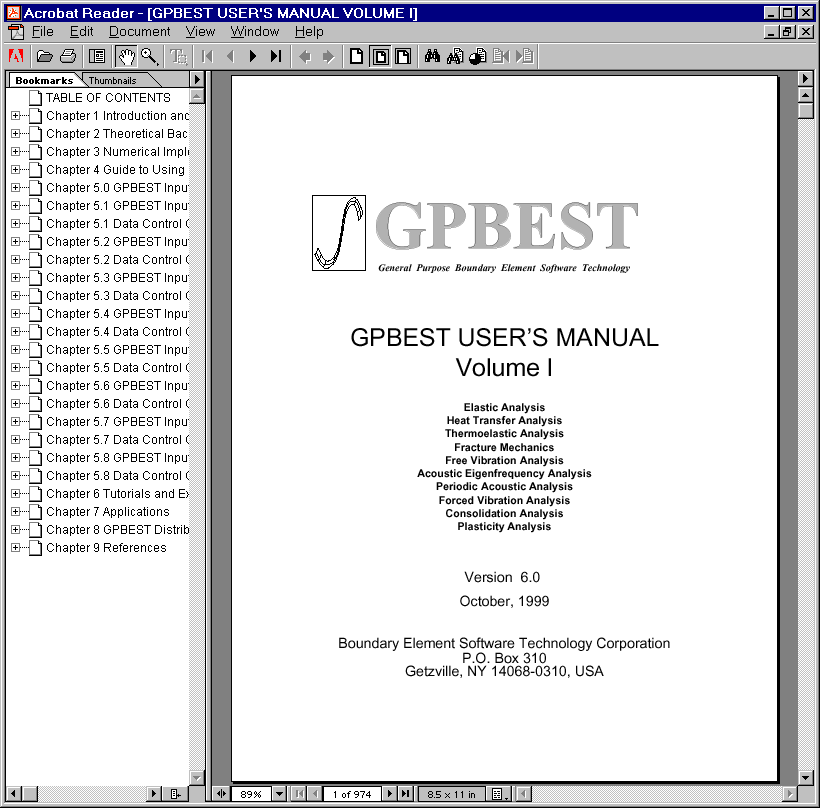 Acrobat Reader - [GPBEST USER'S MANUAL VOLUME I]
File Edit Document View Window Help
Bookmarks Thumbnails
TABLE OF CONTENTS
Chapter 1 Introduction and
Chapter 2 Theoretical Bac
Chapter 3 Numerical Impl
Chapter 4 Guide to Using
Chapter 5.0 GPBEST Inpu
Chapter 5.1 GPBEST Inpu
Chapter 5.1 Data Control C
Chapter 5.2 GPBEST Inpu
Chapter 5.2 Data Control C
Chapter 5.3 GPBEST Inpu
Chapter 5.3 Data Control C
Chapter 5.4 GPBEST Inpu
Chapter 5.4 Data Control C
Chapter 5.5 GPBEST Inpu
Chapter 5.5 Data Control C
Chapter 5.6 GPBEST Inpu
Chapter 5.6 Data Control C
Chapter 5.7 GPBEST Inpu
Chapter 5.7 Data Control C
Chapter 5.8 GPBEST Inpu
Chapter 5.8 Data Control C
Chapter 6 Tutorials and Ex
Chapter 7 Applications
Chapter 8 GPBEST Distrib
Chapter 9 References
GPBEST
General Purpose Boundary Element Software Technology
GPBEST USER’S MANUAL
Volume I
Elastic Analysis
Heat Transfer Analysis
Thermoelastic Analysis
Fracture Mechanics
Free Vibration Analysis
Acoustic Eigenfrequency Analysis
Periodic Acoustic Analysis
Forced Vibration Analysis
Consolidation Analysis
Plasticity Analysis
Version 6.0
October, 1999
Boundary Element Software Technology Corporation
P.O. Box 310
Getzville, NY 14068-0310, USA
89% 1 of 974 8.5 x 11 in